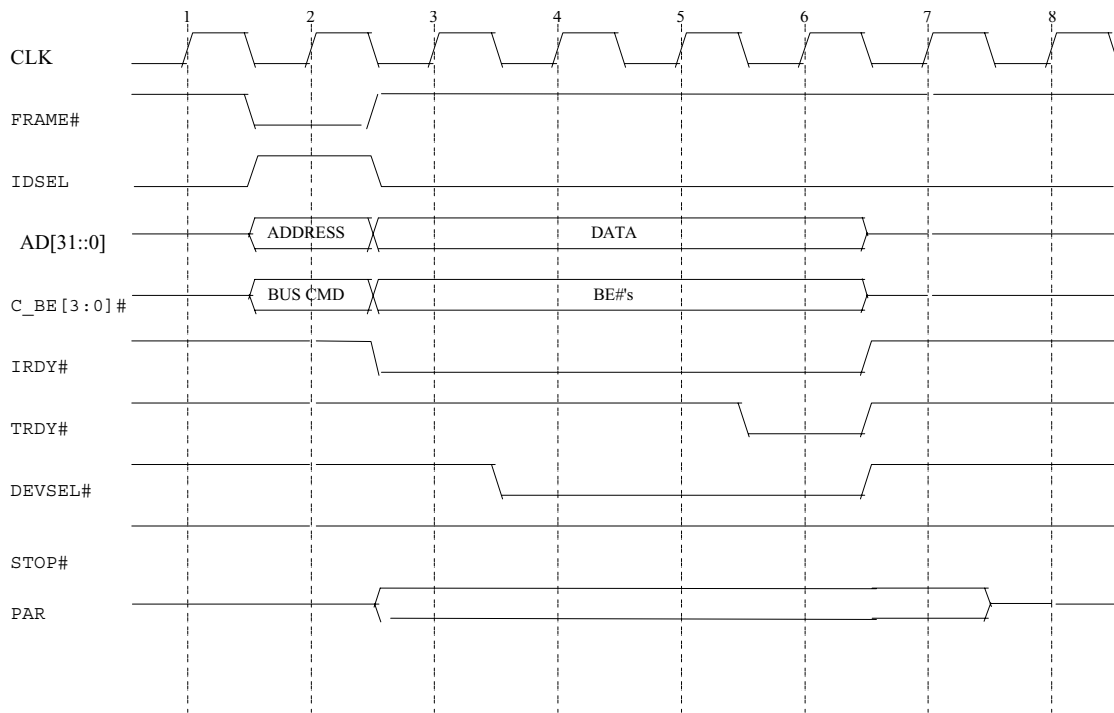 1 2 3 4 5 6 7 8
CLK
FRAME#
IDSEL
AD[31::0] ADDRESS DATA
C_BE[3:0]# BUS CMD BE#'s
IRDY#
TRDY#
DEVSEL#
STOP#
PAR